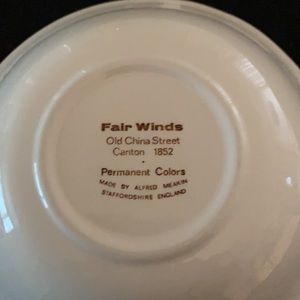 Fair Winds
Old China Street
Canton 1852
Permanent Colors
MADE BY ALFRED MEAKIN
STAFFORDSHIRE ENGLAND